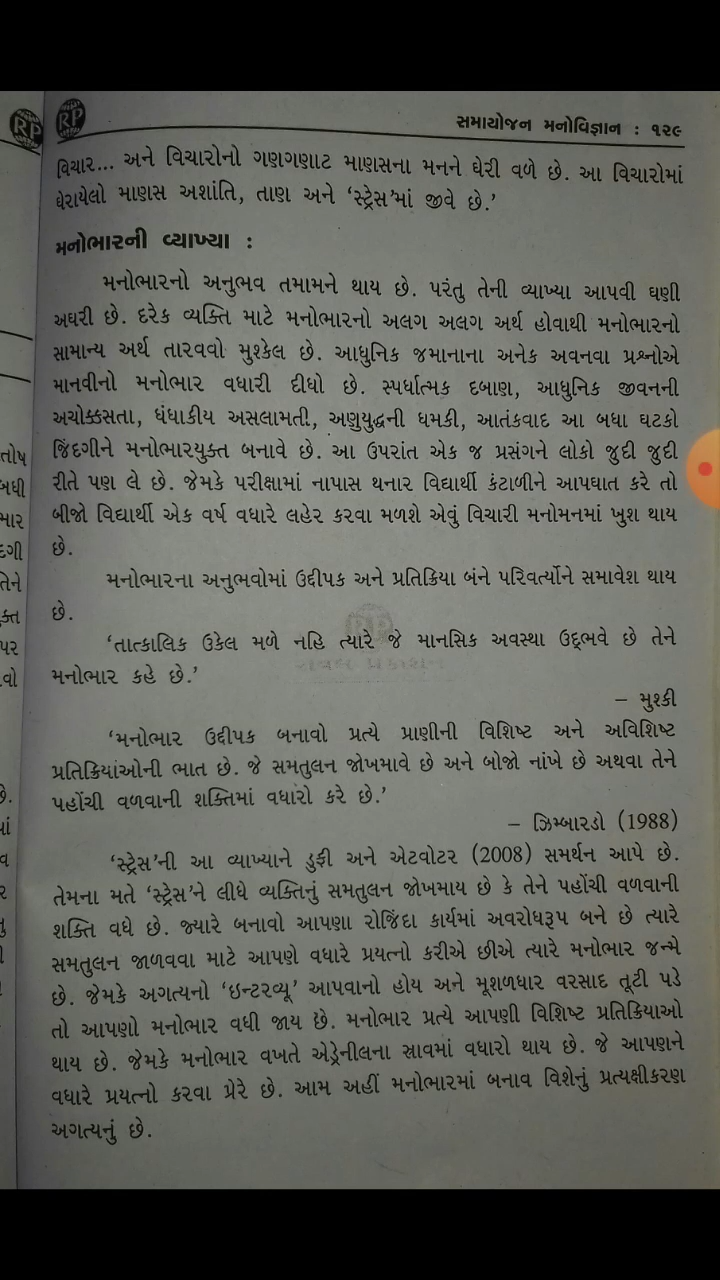 RP RP
સમાયોજન મનોવિજ્ઞાન : ૧૨૯
વિચાર... અને વિચારોનો ગણગણાટ માણસના મનને ઘેરી વળે છે. આ વિચારોમાં
ઘેરાયેલો માણસ અશાંતિ, તાણ અને ‘સ્ટ્રેસ’માં જીવે છે.’
મનોભારની વ્યાખ્યા :
મનોભારનો અનુભવ તમામને થાય છે. પરંતુ તેની વ્યાખ્યા આપવી ઘણી
અઘરી છે. દરેક વ્યક્તિ માટે મનોભારનો અલગ અલગ અર્થ હોવાથી મનોભારનો
સામાન્ય અર્થ તારવવો મુશ્કેલ છે. આધુનિક જમાનાના અનેક અવનવા પ્રશ્નોએ
માનવીનો મનોભાર વધારી દીધો છે. સ્પર્ધાત્મક દબાણ, આધુનિક જીવનની
અચોક્કસતા, ધંધાકીય અસલામતી, અણુયુદ્ધની ધમકી, આતંકવાદ આ બધા ઘટકો
જિંદગીને મનોભારયુક્ત બનાવે છે. આ ઉપરાંત એક જ પ્રસંગને લોકો જુદી જુદી
રીતે પણ લે છે. જેમકે પરીક્ષામાં નાપાસ થનાર વિદ્યાર્થી કંટાળીને આપઘાત કરે તો
બીજો વિદ્યાર્થી એક વર્ષ વધારે લહેર કરવા મળશે એવું વિચારી મનોમનમાં ખુશ થાય
છે.
મનોભારના અનુભવોમાં ઉદ્દીપક અને પ્રતિક્રિયા બંને પરિવર્ત્યોને સમાવેશ થાય
છે.
‘તાત્કાલિક ઉકેલ મળે નહિ ત્યારે જે માનસિક અવસ્થા ઉદ્ભવે છે તેને
મનોભાર કહે છે.’
– મુશ્કી
‘મનોભાર ઉદ્દીપક બનાવો પ્રત્યે પ્રાણીની વિશિષ્ટ અને અવિશિષ્ટ
પ્રતિક્રિયાંઓની ભાત છે. જે સમતુલન જોખમાવે છે અને બોજો નાંખે છે અથવા તેને
પહોંચી વળવાની શક્તિમાં વધારો કરે છે.’
– ઝિમ્બારડો (1988)
‘સ્ટ્રેસ’ની આ વ્યાખ્યાને ડુફી અને એટવોટર (2008) સમર્થન આપે છે.
તેમના મતે ‘સ્ટ્રેસ’ને લીધે વ્યક્તિનું સમતુલન જોખમાય છે કે તેને પહોંચી વળવાની
શક્તિ વધે છે. જ્યારે બનાવો આપણા રોજિંદા કાર્યમાં અવરોધરૂપ બને છે ત્યારે
સમતુલન જાળવવા માટે આપણે વધારે પ્રયત્નો કરીએ છીએ ત્યારે મનોભાર જન્મે
છે. જેમકે અગત્યનો ‘ઇન્ટરવ્યૂ’ આપવાનો હોય અને મૂશળધાર વરસાદ તૂટી પડે
તો આપણો મનોભાર વધી જાય છે. મનોભાર પ્રત્યે આપણી વિશિષ્ટ પ્રતિક્રિયાઓ
થાય છે. જેમકે મનોભાર વખતે એડ્રેનીલના સ્રાવમાં વધારો થાય છે. જે આપણને
વધારે પ્રયત્નો કરવા પ્રેરે છે. આમ અહીં મનોભારમાં બનાવ વિશેનું પ્રત્યક્ષીકરણ
અગત્યનું છે.